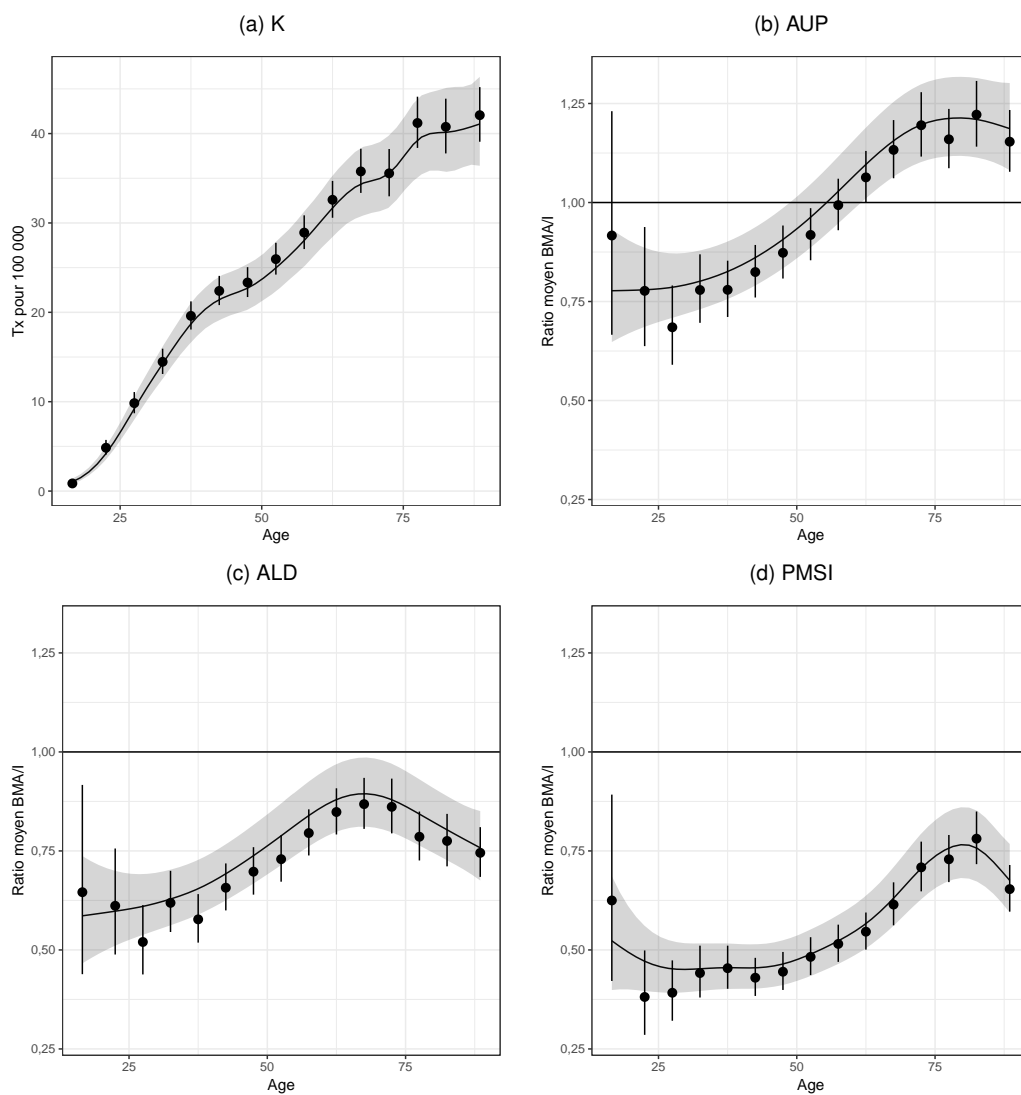 (a) K
40
30
20
10
0
Tx pour 100 000
25 50 75
Age
(b) AUP
1,25
1,00
0,75
0,50
0,25
Ratio moyen BMA/I
25 50 75
Age
(c) ALD
1,25
1,00
0,75
0,50
0,25
Ratio moyen BMA/I
25 50 75
Age
(d) PMSI
1,25
1,00
0,75
0,50
0,25
Ratio moyen BMA/I
25 50 75
Age